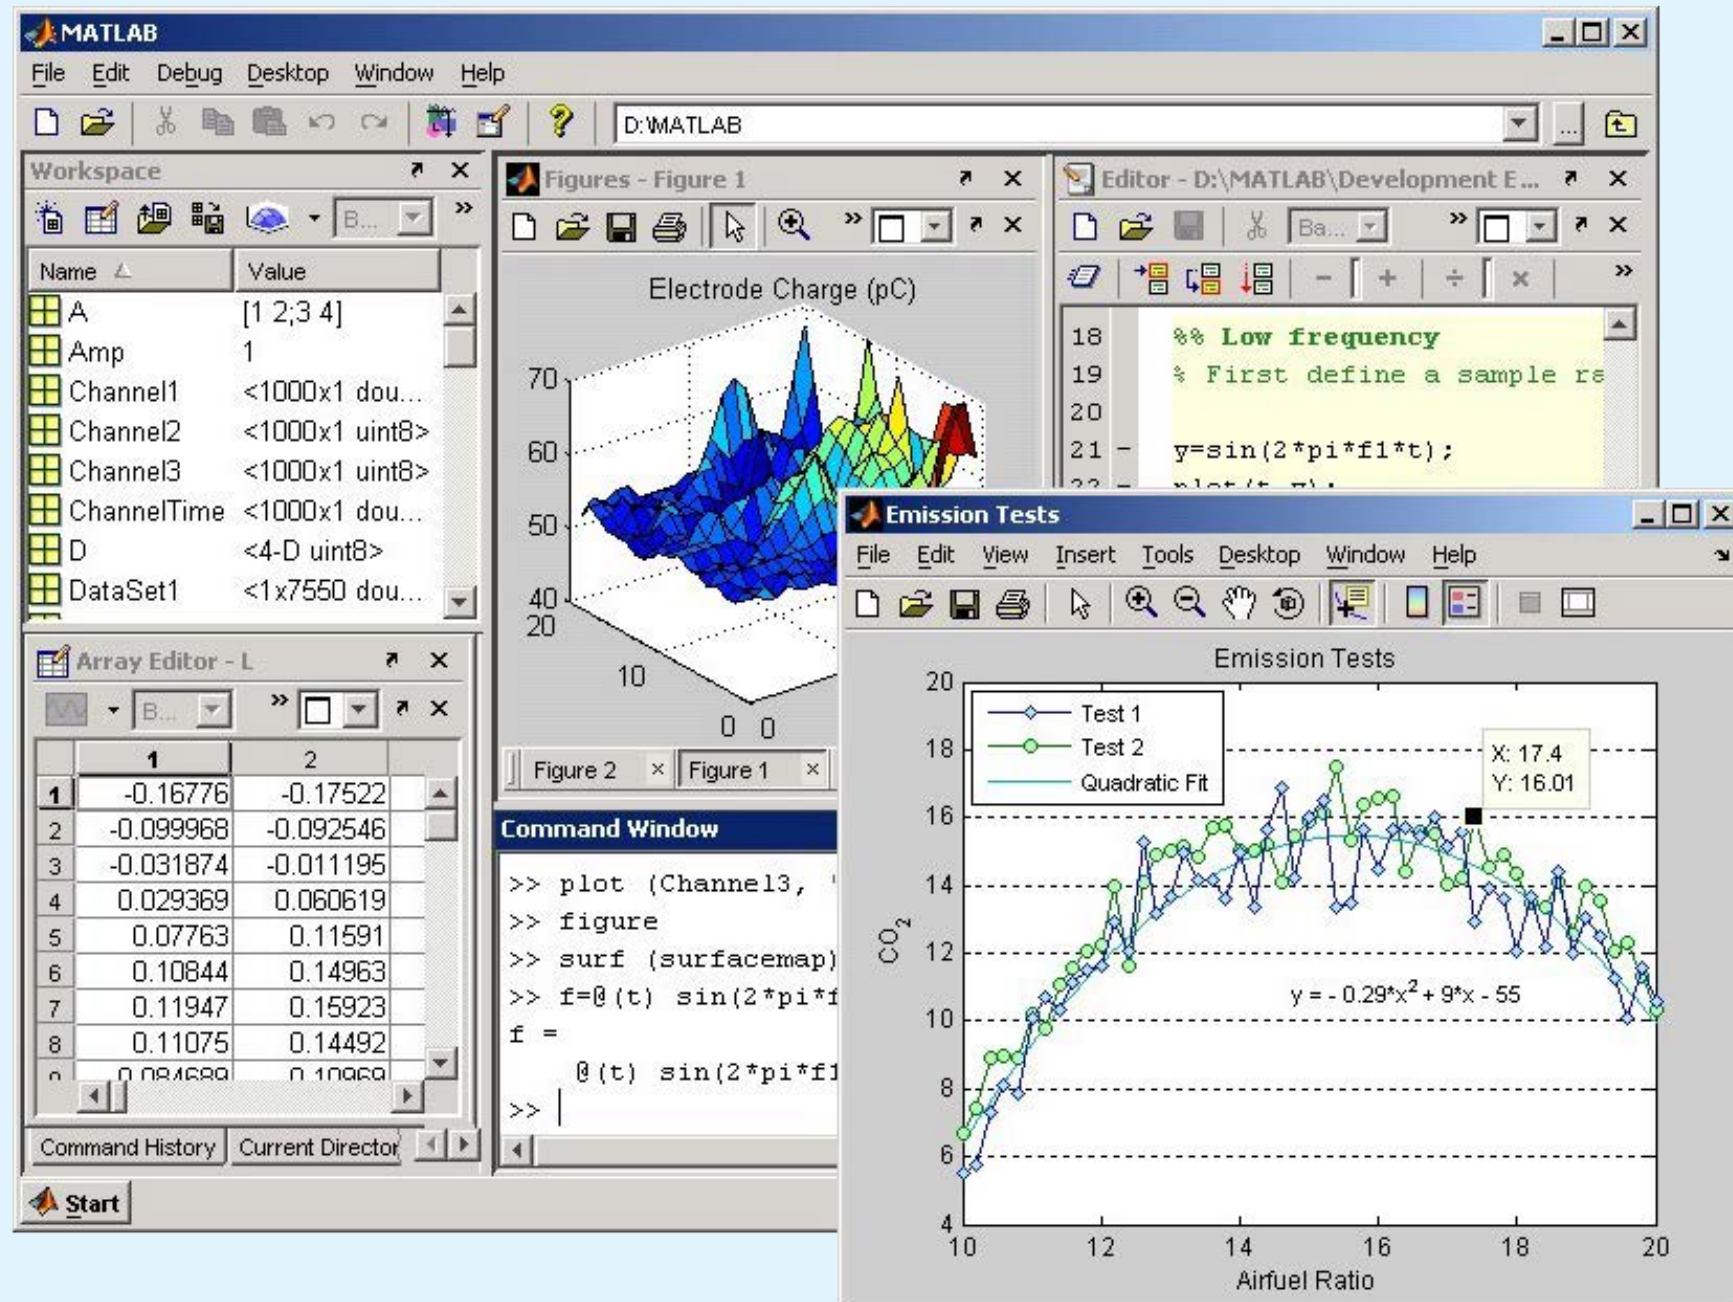 MATLAB
File Edit Debug Desktop Window Help
D:\MATLAB
...
Workspace
B...
Name Value
A [1 2;3 4]
Amp 1
Channel1 <1000x1 dou...
Channel2 <1000x1 uint8>
Channel3 <1000x1 uint8>
ChannelTime <1000x1 dou...
D <4-D uint8>
DataSet1 <1x7550 dou...
Array Editor - L
B...
1 2
1 -0.16776 -0.17522
2 -0.099968 -0.092546
3 -0.031874 -0.011195
4 0.029369 0.060619
5 0.07763 0.11591
6 0.10844 0.14963
7 0.11947 0.15923
8 0.11075 0.14492
9 0.084689 0.10969
Command History Current Director
Start
Figures - Figure 1
Electrode Charge (pC)
70
60
50
40
20
10
0 0
Figure 2 Figure 1
Command Window
>> plot (Channel3, '
>> figure
>> surf (surfacemap)
>> f=@(t) sin(2*pi*f
f =
@(t) sin(2*pi*f1
>>
Editor - D:\MATLAB\Development E...
Ba...
18 %% Low frequency
19 % First define a sample ra
20
21 - y=sin(2*pi*f1*t);
22 - plot(t,y);
Emission Tests
File Edit View Insert Tools Desktop Window Help
Emission Tests
20
18
16
14
12
10
8
6
4
CO2
Test 1
Test 2
Quadratic Fit
X: 17.4
Y: 16.01
y = - 0.29*x² + 9*x - 55
10 12 14 16 18 20
Airfuel Ratio